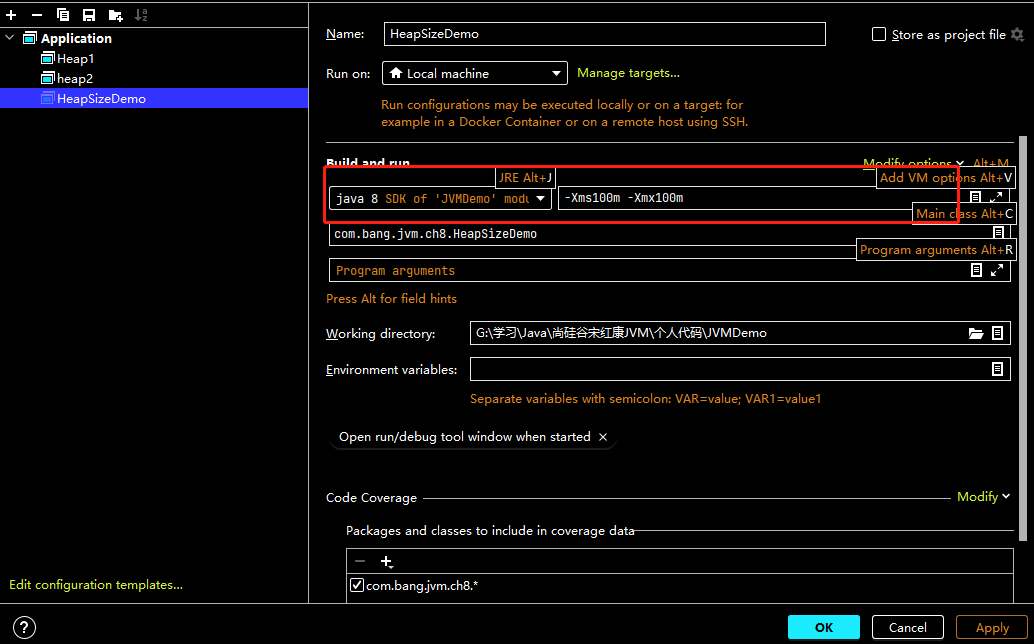 Application
Heap1
heap2
HeapSizeDemo
Edit configuration templates...
Name: HeapSizeDemo Store as project file
Run on: Local machine Manage targets...
Run configurations may be executed locally or on a target: for
example in a Docker Container or on a remote host using SSH.
Build and run Modify options Alt+M
JRE Alt+J Add VM options Alt+V
java 8 SDK of 'JVMDemo' modu -Xms100m -Xmx100m
Main class Alt+C
com.bang.jvm.ch8.HeapSizeDemo
Program arguments Alt+R
Program arguments
Press Alt for field hints
Working directory: G:\学习\Java\尚硅谷宋红康JVM\个人代码\JVMDemo
Environment variables:
Separate variables with semicolon: VAR=value; VAR1=value1
Open run/debug tool window when started ×
Code Coverage Modify
Packages and classes to include in coverage data
com.bang.jvm.ch8.*
? OK Cancel Apply